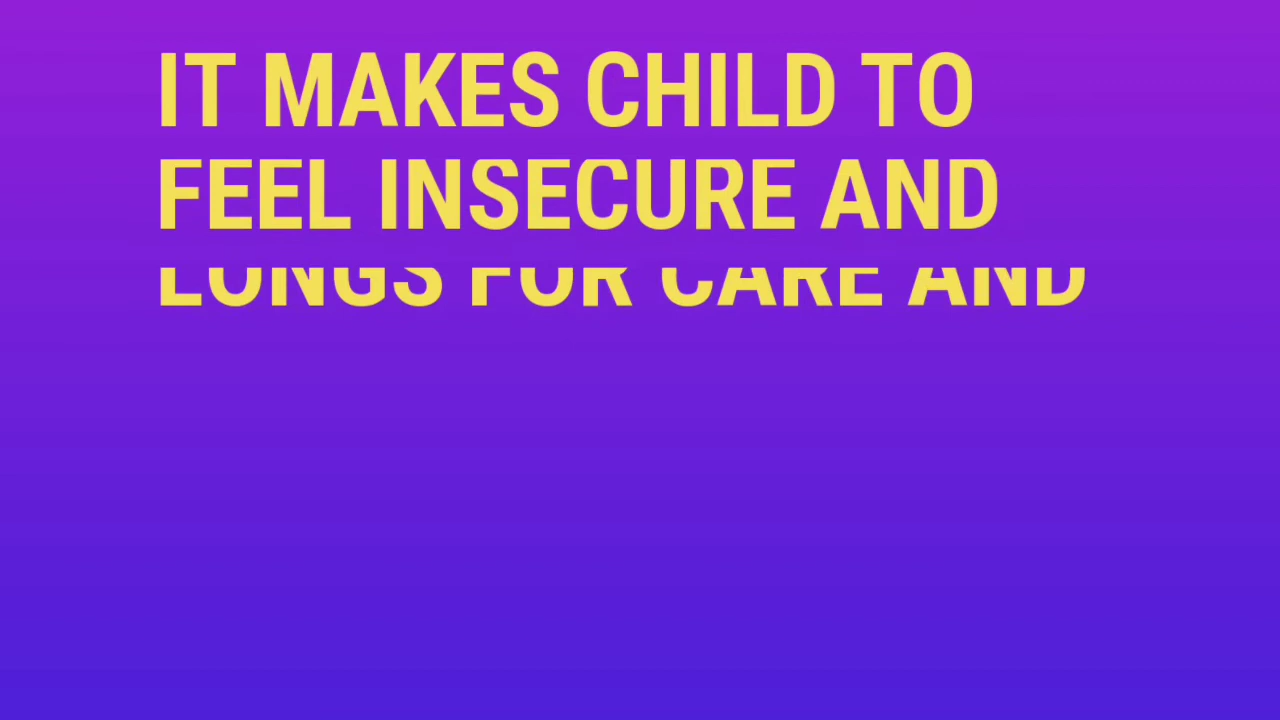 IT MAKES CHILD TO
FEEL INSECURE AND
LONGS FOR CARE AND